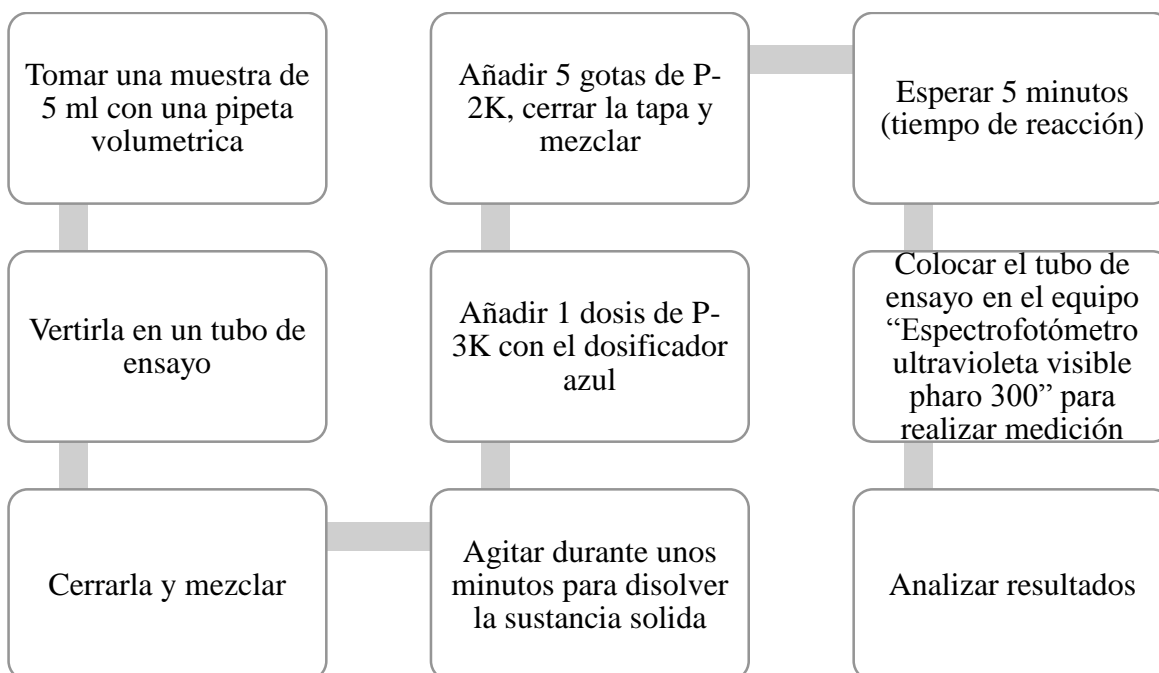 Tomar una muestra de
5 ml con una pipeta
volumetrica
Vertirla en un tubo de
ensayo
Cerrarla y mezclar
Agitar durante unos
minutos para disolver
la sustancia solida
Añadir 1 dosis de P-
3K con el dosificador
azul
Añadir 5 gotas de P-
2K, cerrar la tapa y
mezclar
Esperar 5 minutos
(tiempo de reacción)
Colocar el tubo de
ensayo en el equipo
“Espectrofotómetro
ultravioleta visible
pharo 300” para
realizar medición
Analizar resultados